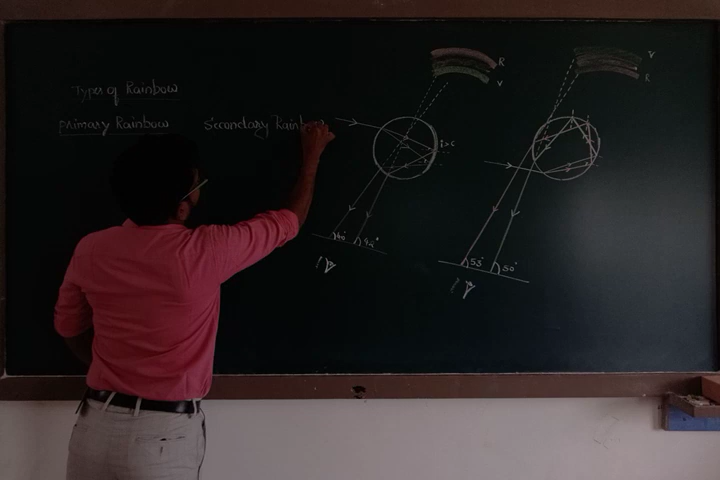 Types of Rainbow
Primary Rainbow
Secondary Rainbow
R
V
i>c
40°
42°
V
R
53°
50°